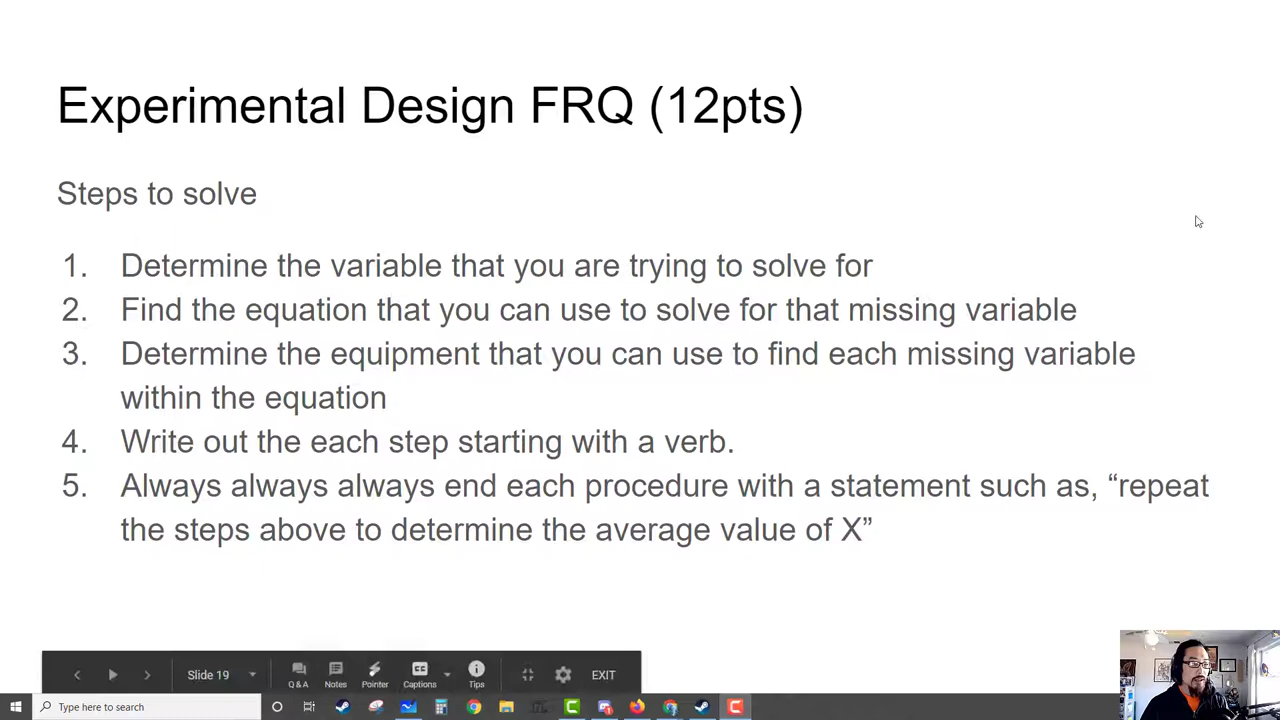 Experimental Design FRQ (12pts)
Steps to solve
1. Determine the variable that you are trying to solve for
2. Find the equation that you can use to solve for that missing variable
3. Determine the equipment that you can use to find each missing variable
within the equation
4. Write out the each step starting with a verb.
5. Always always always end each procedure with a statement such as, “repeat
the steps above to determine the average value of X”
Slide 19
Q & A
Notes
Pointer
CC
Captions
Tips
EXIT
Type here to search